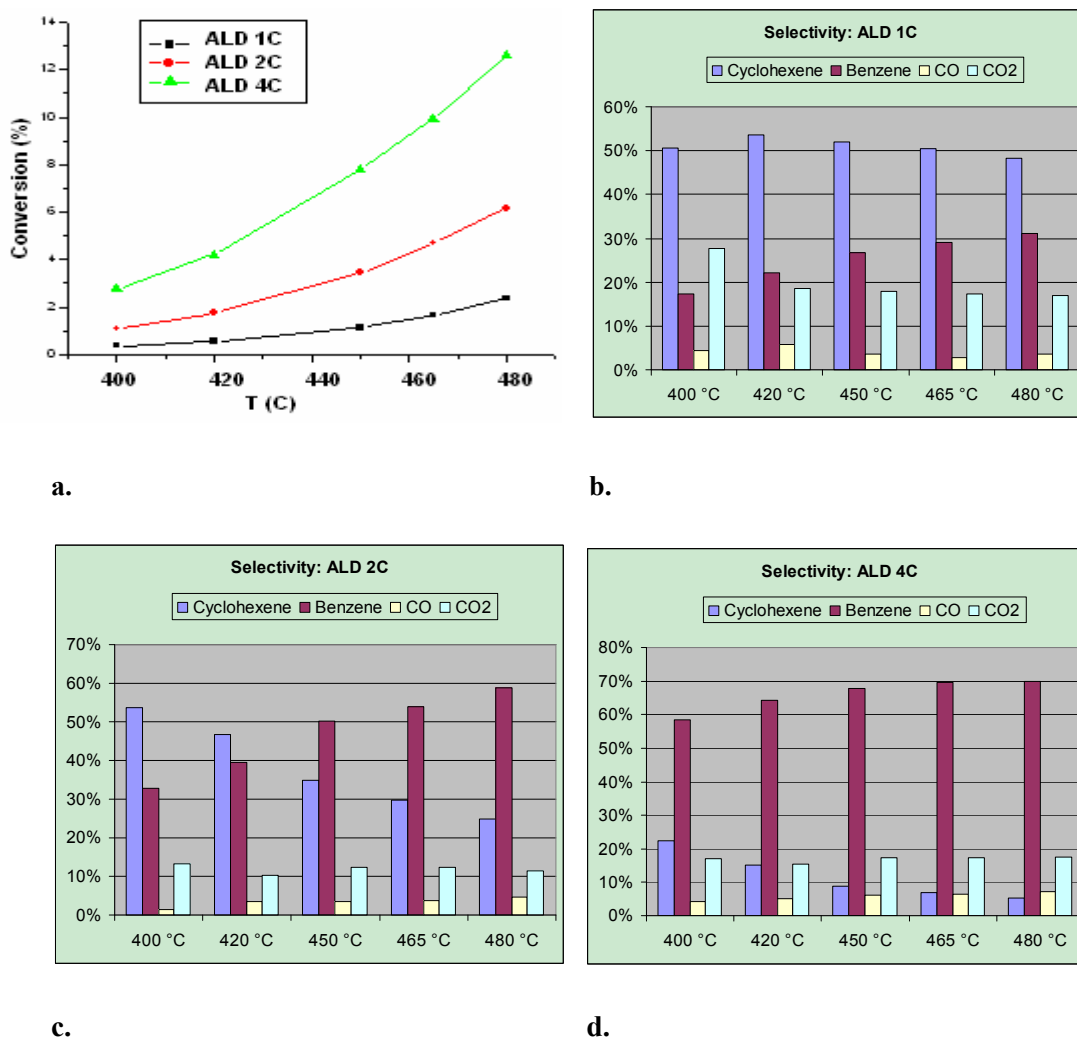 14
12
10
8
6
4
2
0
Conversion (%)
ALD 1C
ALD 2C
ALD 4C
400 420 440 460 480
T (C)
a.
Selectivity: ALD 1C
Cyclohexene Benzene CO CO2
60%
50%
40%
30%
20%
10%
0%
400 °C 420 °C 450 °C 465 °C 480 °C
b.
Selectivity: ALD 2C
Cyclohexene Benzene CO CO2
70%
60%
50%
40%
30%
20%
10%
0%
400 °C 420 °C 450 °C 465 °C 480 °C
c.
Selectivity: ALD 4C
Cyclohexene Benzene CO CO2
80%
70%
60%
50%
40%
30%
20%
10%
0%
400 °C 420 °C 450 °C 465 °C 480 °C
d.